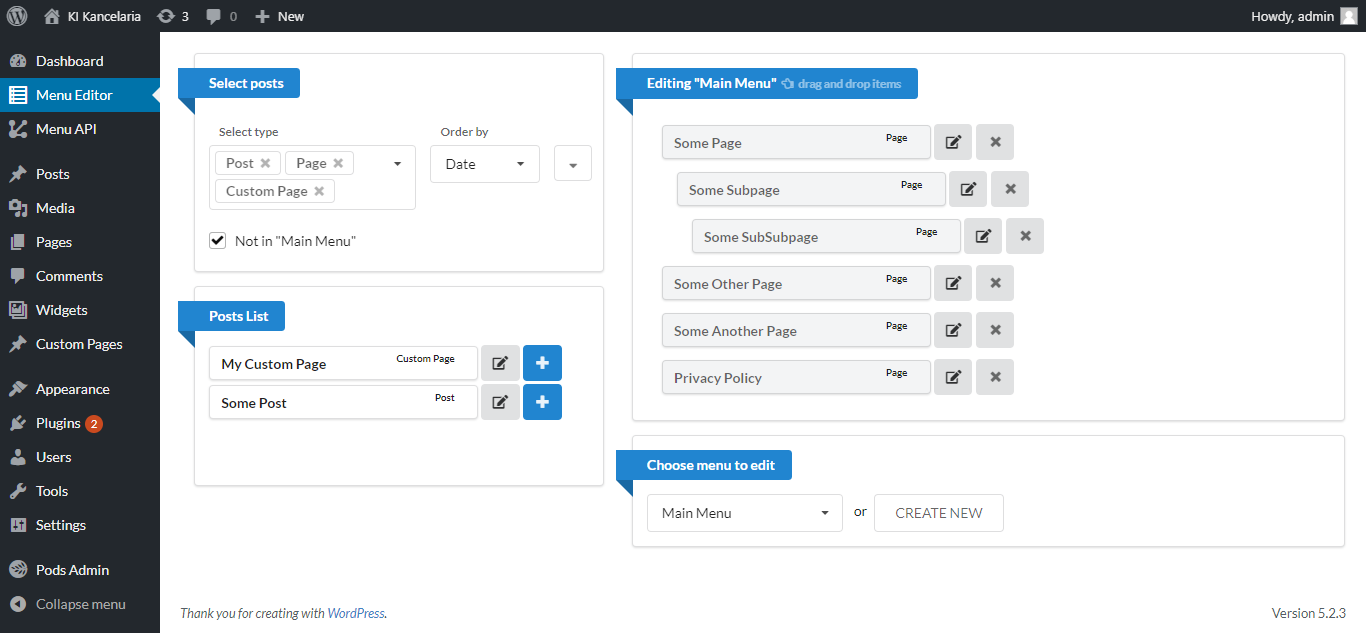 KI Kancelaria 3 0 New Howdy, admin
Dashboard
Menu Editor
Menu API
Posts
Media
Pages
Comments
Widgets
Custom Pages
Appearance
Plugins 2
Users
Tools
Settings
Pods Admin
Collapse menu
Select posts
Select type Order by
Post Page
Custom Page
Date
Not in "Main Menu"
Posts List
My Custom Page Custom Page
Some Post Post
Editing "Main Menu" drag and drop items
Some Page Page
Some Subpage Page
Some SubSubpage Page
Some Other Page Page
Some Another Page Page
Privacy Policy Page
Choose menu to edit
Main Menu or CREATE NEW
Thank you for creating with WordPress. Version 5.2.3